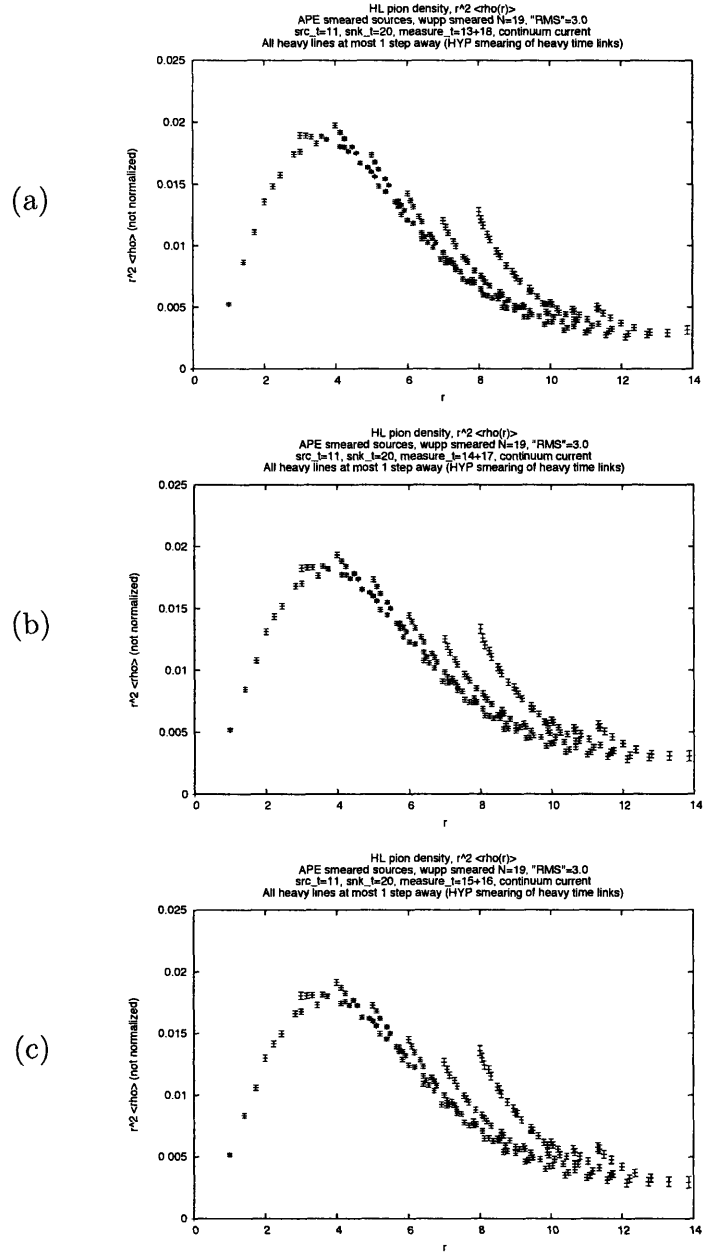 (a)
HL pion density, r^2 <rho(r)>
APE smeared sources, wupp smeared N=19, "RMS"=3.0
src_t=11, snk_t=20, measure_t=13+18, continuum current
All heavy lines at most 1 step away (HYP smearing of heavy time links)
r^2 <rho> (not normalized)
0.025
0.02
0.015
0.01
0.005
0
0 2 4 6 8 10 12 14
r
(b)
HL pion density, r^2 <rho(r)>
APE smeared sources, wupp smeared N=19, "RMS"=3.0
src_t=11, snk_t=20, measure_t=14+17, continuum current
All heavy lines at most 1 step away (HYP smearing of heavy time links)
r^2 <rho> (not normalized)
0.025
0.02
0.015
0.01
0.005
0
0 2 4 6 8 10 12 14
r
(c)
HL pion density, r^2 <rho(r)>
APE smeared sources, wupp smeared N=19, "RMS"=3.0
src_t=11, snk_t=20, measure_t=15+16, continuum current
All heavy lines at most 1 step away (HYP smearing of heavy time links)
r^2 <rho> (not normalized)
0.025
0.02
0.015
0.01
0.005
0
0 2 4 6 8 10 12 14
r